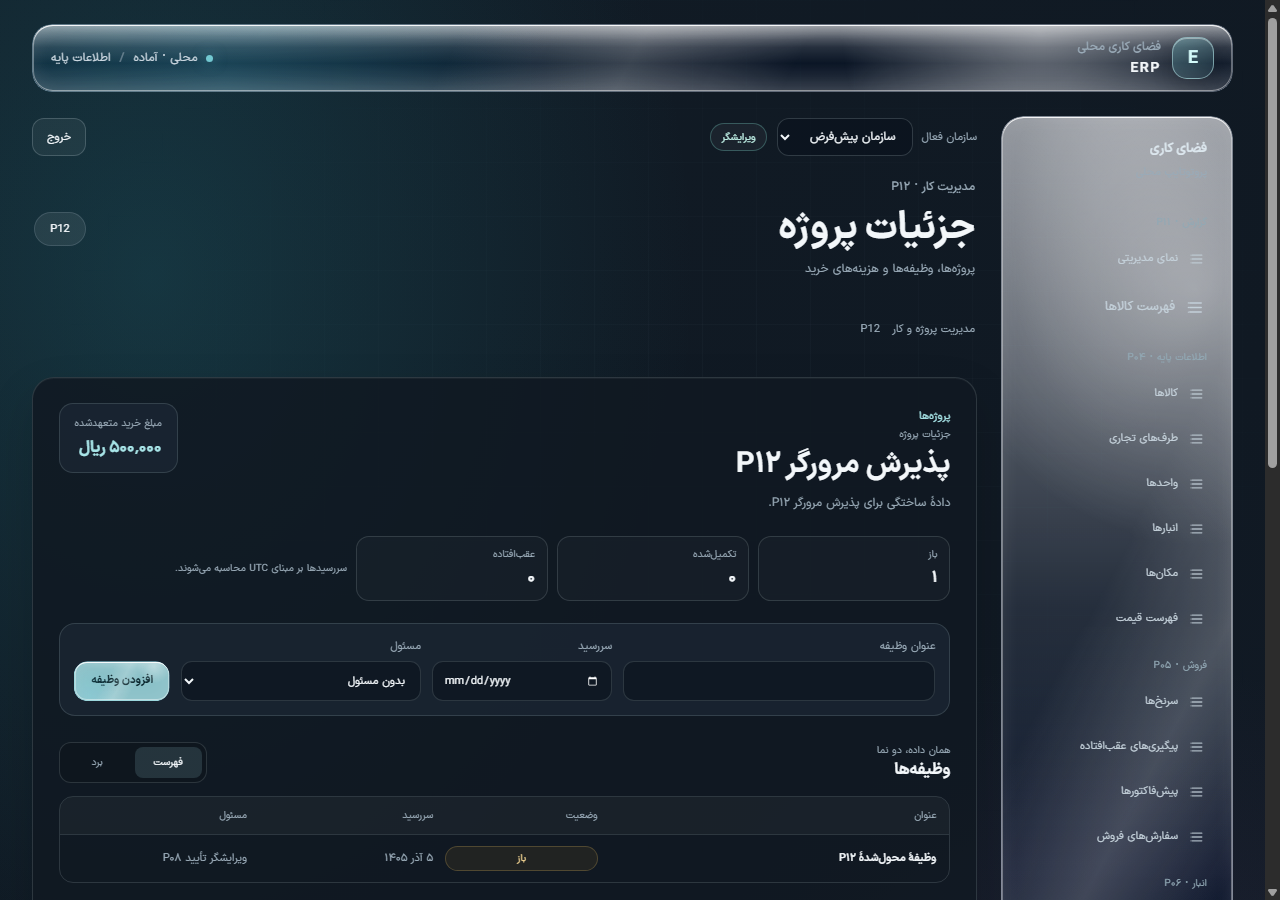 فضای کاری محلی
ERP
E
محلی · آماده / اطلاعات پایه
سازمان فعال
سازمان پیش‌فرض
ویرایشگر
خروج
مدیریت کار · P۱۲
جزئیات پروژه
P12
پروژه‌ها، وظیفه‌ها و هزینه‌های خرید
مدیریت پروژه و کار P12
فضای کاری
نمای مدیریتی
فهرست کالاها
اطلاعات پایه · P۰۴
کالاها
طرف‌های تجاری
واحدها
انبارها
مکان‌ها
فهرست قیمت
فروش · P۰۵
سرنخ‌ها
پیگیری‌های عقب‌افتاده
پیش‌فاکتورها
سفارش‌های فروش
انبار · P۰۶
پروژه‌ها
جزئیات پروژه
پذیرش مرورگر P۱۲
دادهٔ ساختگی برای پذیرش مرورگر P۱۲.
مبلغ خرید متعهدشده
۵۰۰٬۰۰۰ ریال
باز
۱
تکمیل‌شده
۰
عقب‌افتاده
۰
سررسیدها بر مبنای UTC محاسبه می‌شوند.
عنوان وظیفه
سررسید
mm/dd/yyyy
مسئول
بدون مسئول
افزودن وظیفه
همان داده، دو نما
وظیفه‌ها
فهرست
برد
عنوان وضعیت سررسید مسئول
وظیفهٔ محول‌شدهٔ P۱۲ باز ۵ آذر ۱۴۰۵ ویرایشگر تأیید P۰۸